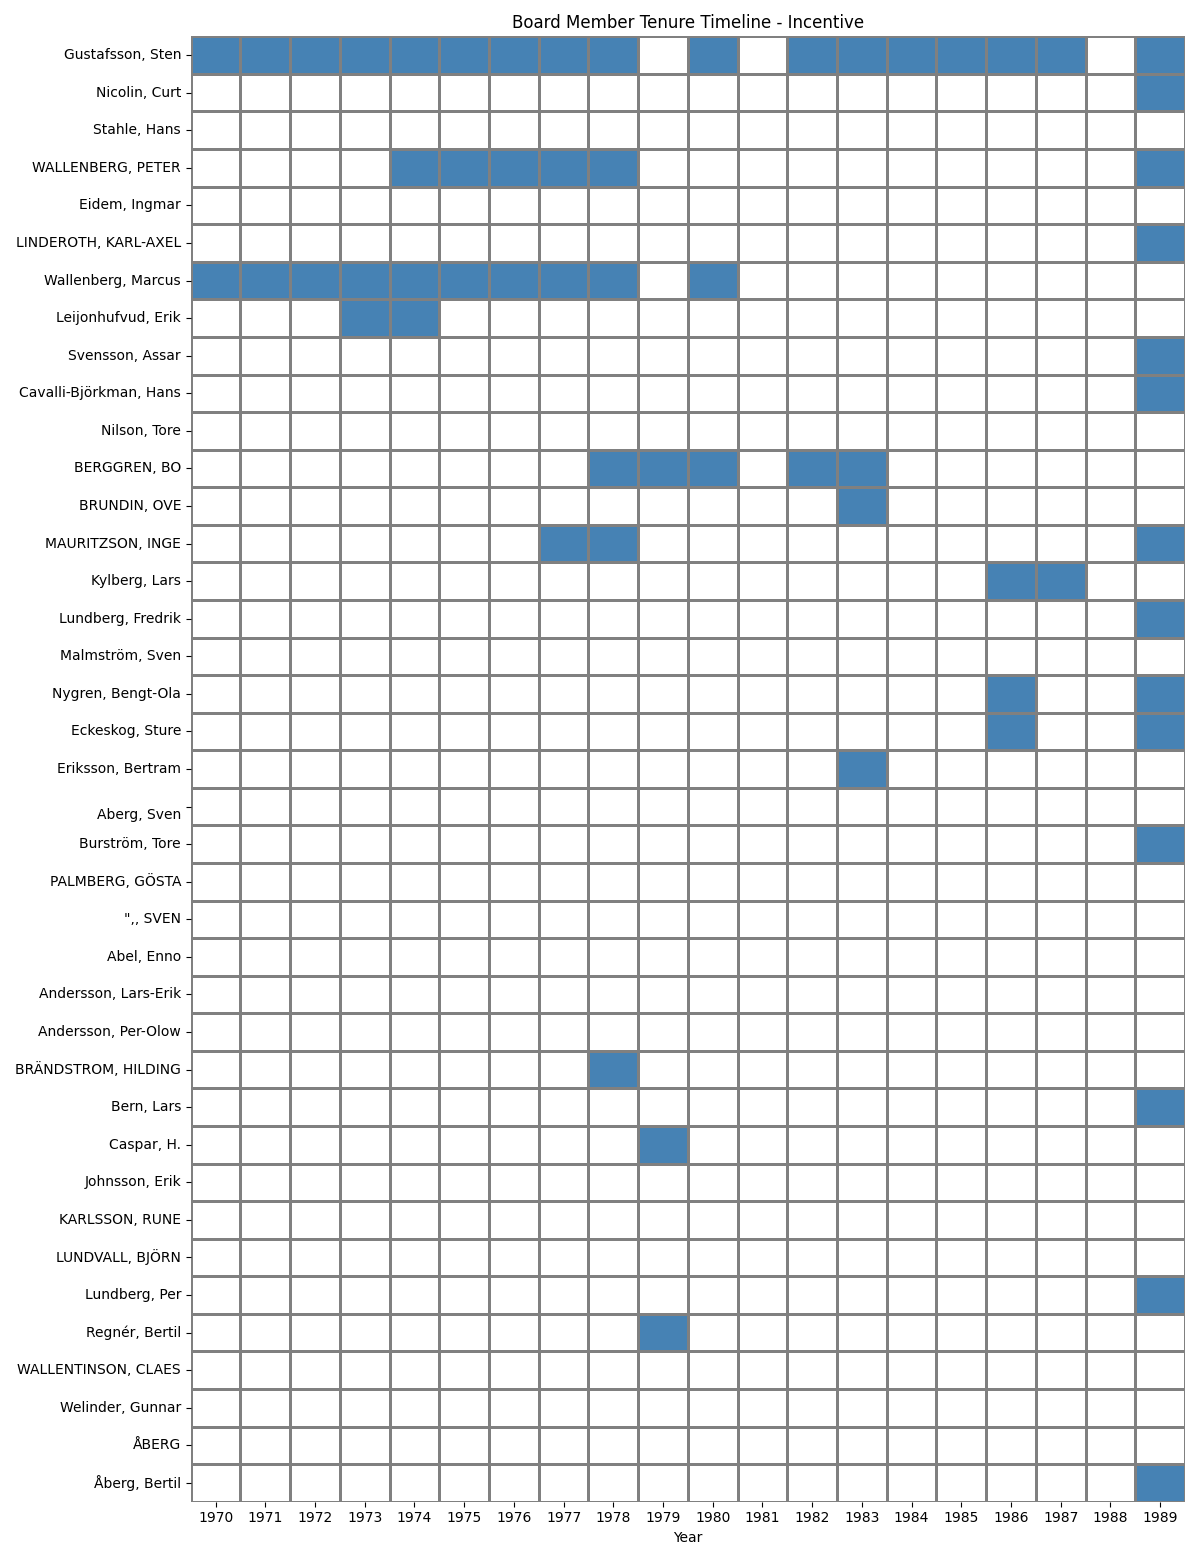 Board Member Tenure Timeline - Incentive
Gustafsson, Sten
Nicolin, Curt
Stahle, Hans
WALLENBERG, PETER
Eidem, Ingmar
LINDEROTH, KARL-AXEL
Wallenberg, Marcus
Leijonhufvud, Erik
Svensson, Assar
Cavalli-Björkman, Hans
Nilson, Tore
BERGGREN, BO
BRUNDIN, OVE
MAURITZSON, INGE
Kylberg, Lars
Lundberg, Fredrik
Malmström, Sven
Nygren, Bengt-Ola
Eckeskog, Sture
Eriksson, Bertram
Aberg, Sven
Burström, Tore
PALMBERG, GÖSTA
",, SVEN
Abel, Enno
Andersson, Lars-Erik
Andersson, Per-Olow
BRÄNDSTROM, HILDING
Bern, Lars
Caspar, H.
Johnsson, Erik
KARLSSON, RUNE
LUNDVALL, BJÖRN
Lundberg, Per
Regnér, Bertil
WALLENTINSON, CLAES
Welinder, Gunnar
ÅBERG
Åberg, Bertil
1970 1971 1972 1973 1974 1975 1976 1977 1978 1979 1980 1981 1982 1983 1984 1985 1986 1987 1988 1989
Year